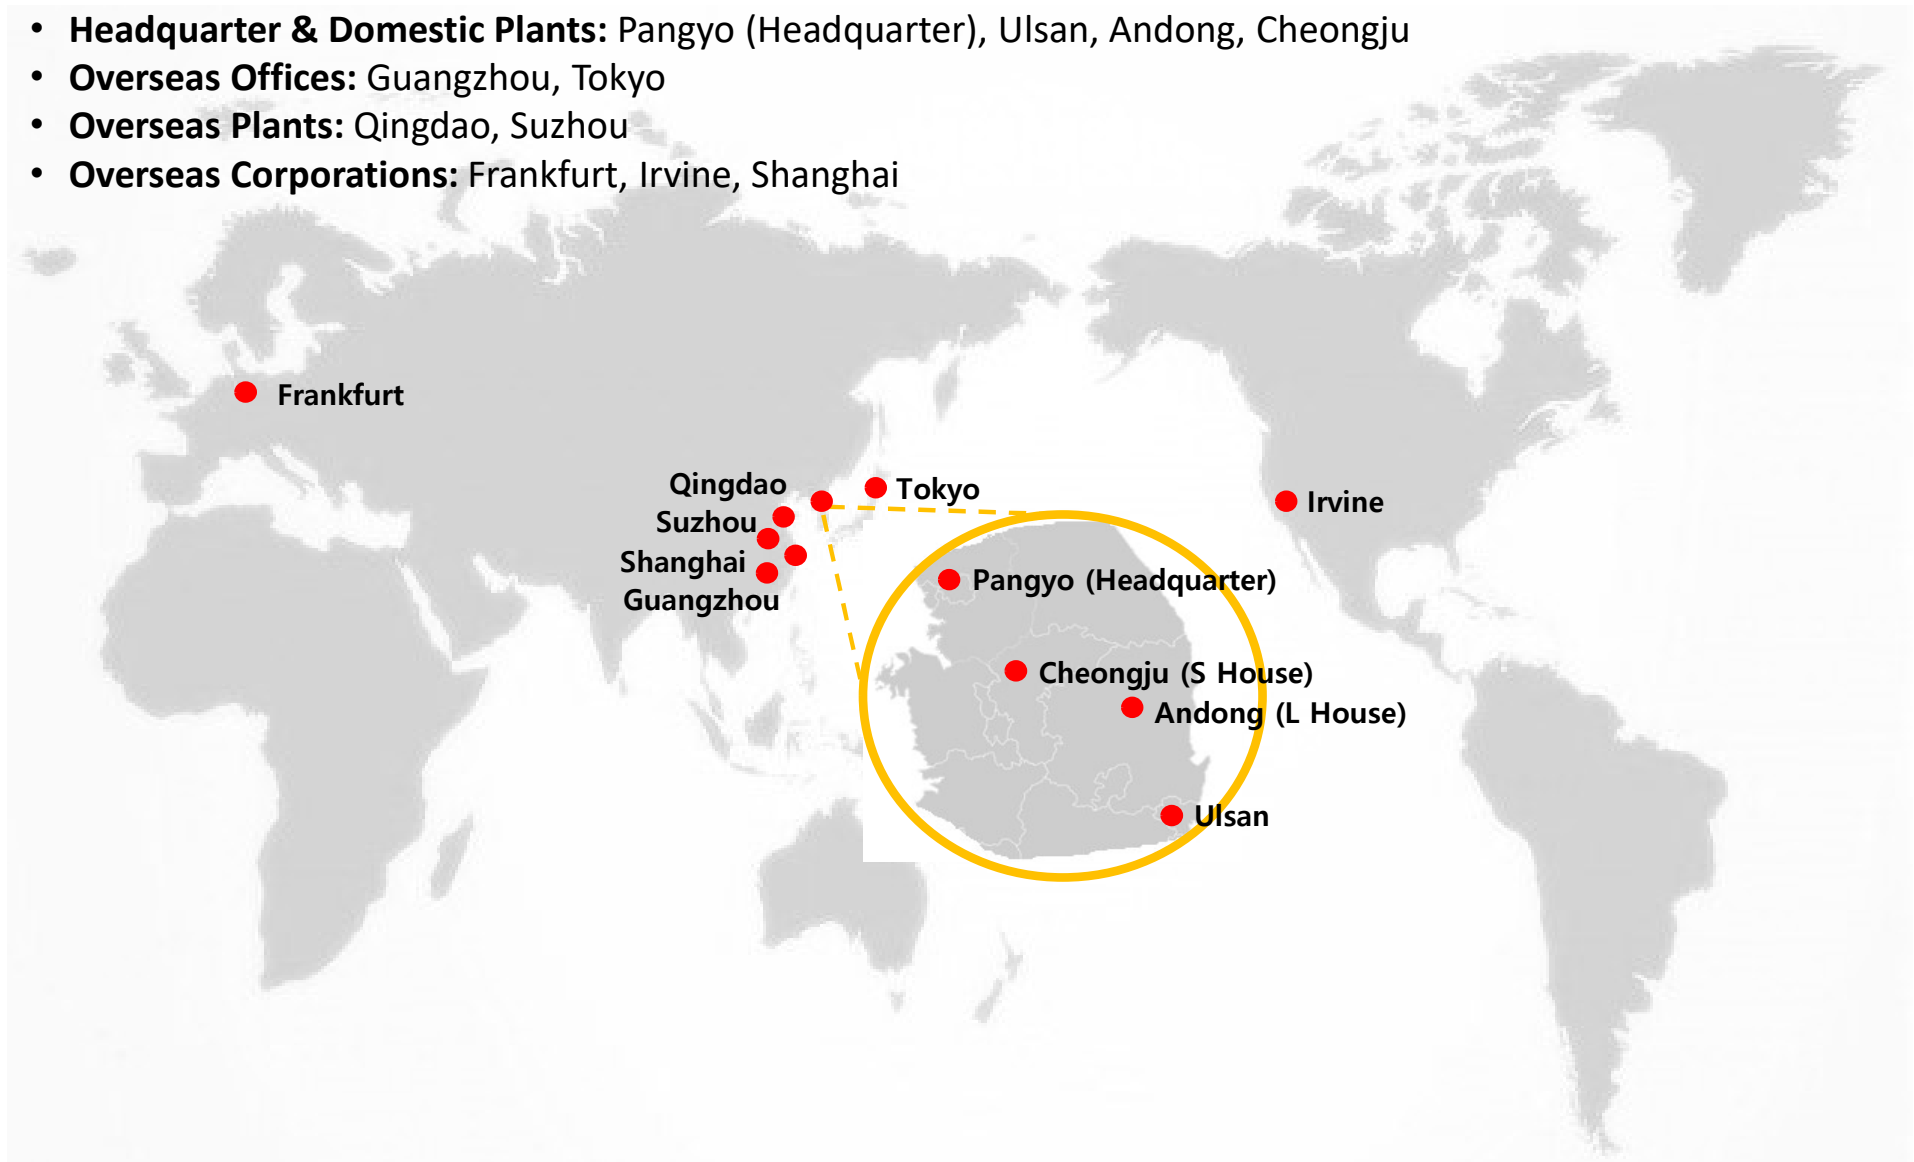 • Headquarter & Domestic Plants: Pangyo (Headquarter), Ulsan, Andong, Cheongju
• Overseas Offices: Guangzhou, Tokyo
• Overseas Plants: Qingdao, Suzhou
• Overseas Corporations: Frankfurt, Irvine, Shanghai
Frankfurt
Qingdao
Tokyo
Irvine
Suzhou
Shanghai
Guangzhou
Pangyo (Headquarter)
Cheongju (S House)
Andong (L House)
Ulsan